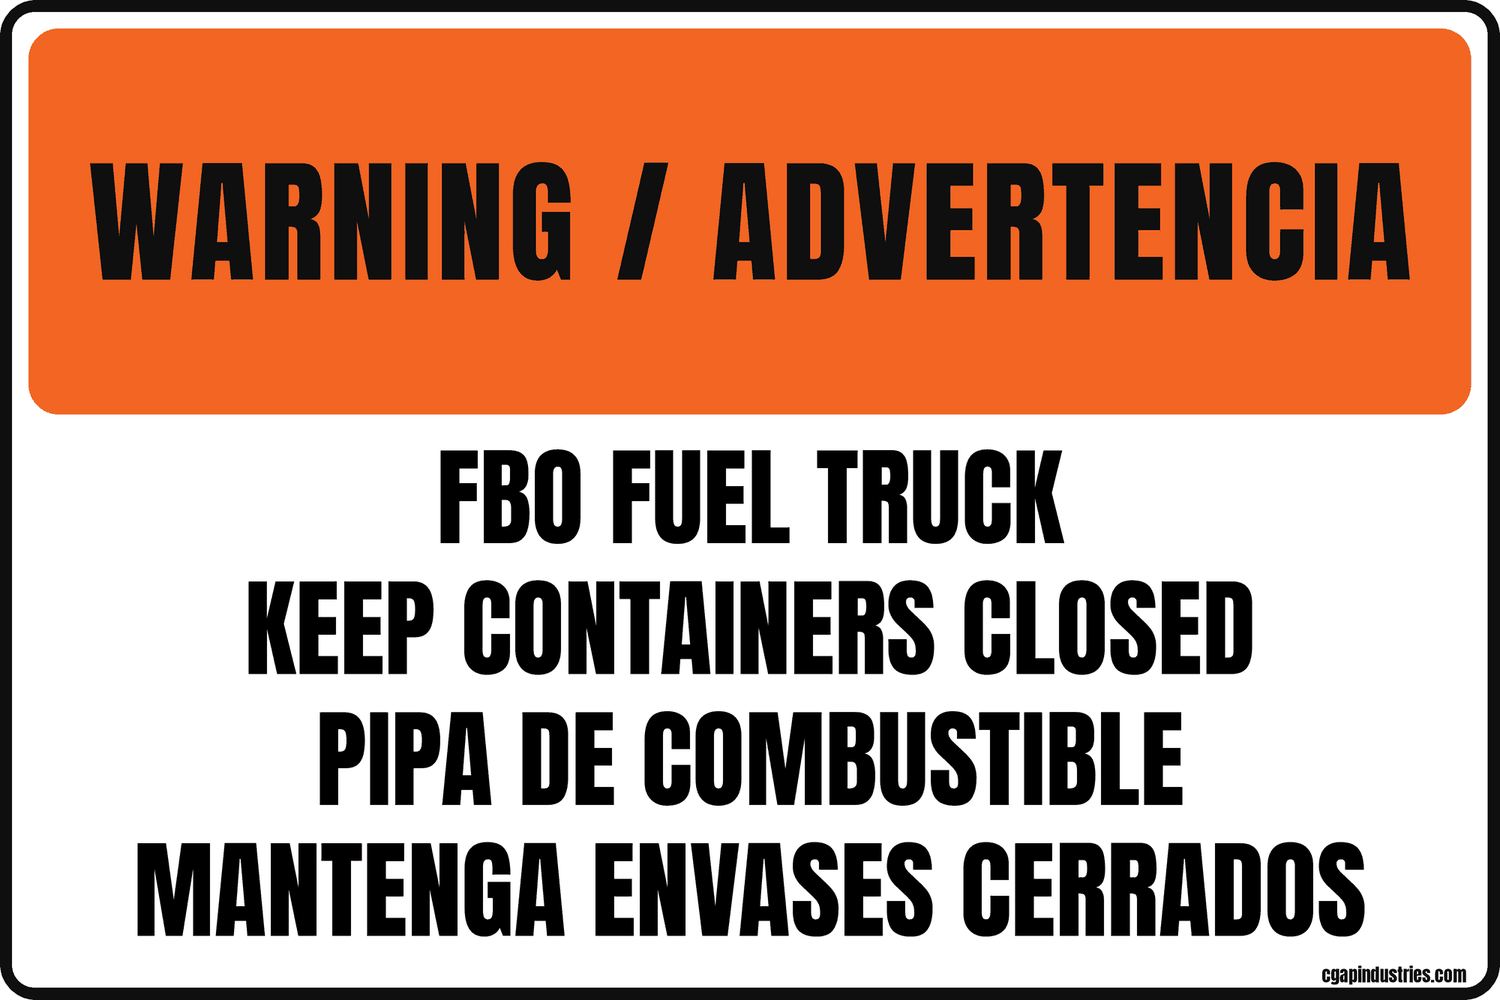 WARNING / ADVERTENCIA
FBO FUEL TRUCK
KEEP CONTAINERS CLOSED
PIPA DE COMBUSTIBLE
MANTENGA ENVASES CERRADOS
cgapindustries.com